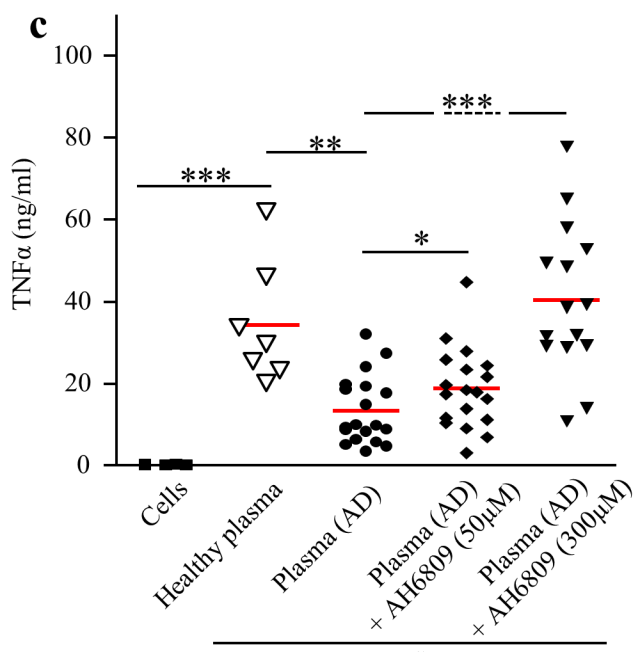 c
100
80
60
40
20
0
TNFα (ng/ml)
***
**
***
*
Cells
Healthy plasma
Plasma (AD)
Plasma (AD)
+ AH6809 (50μM)
Plasma (AD)
+ AH6809 (300μM)